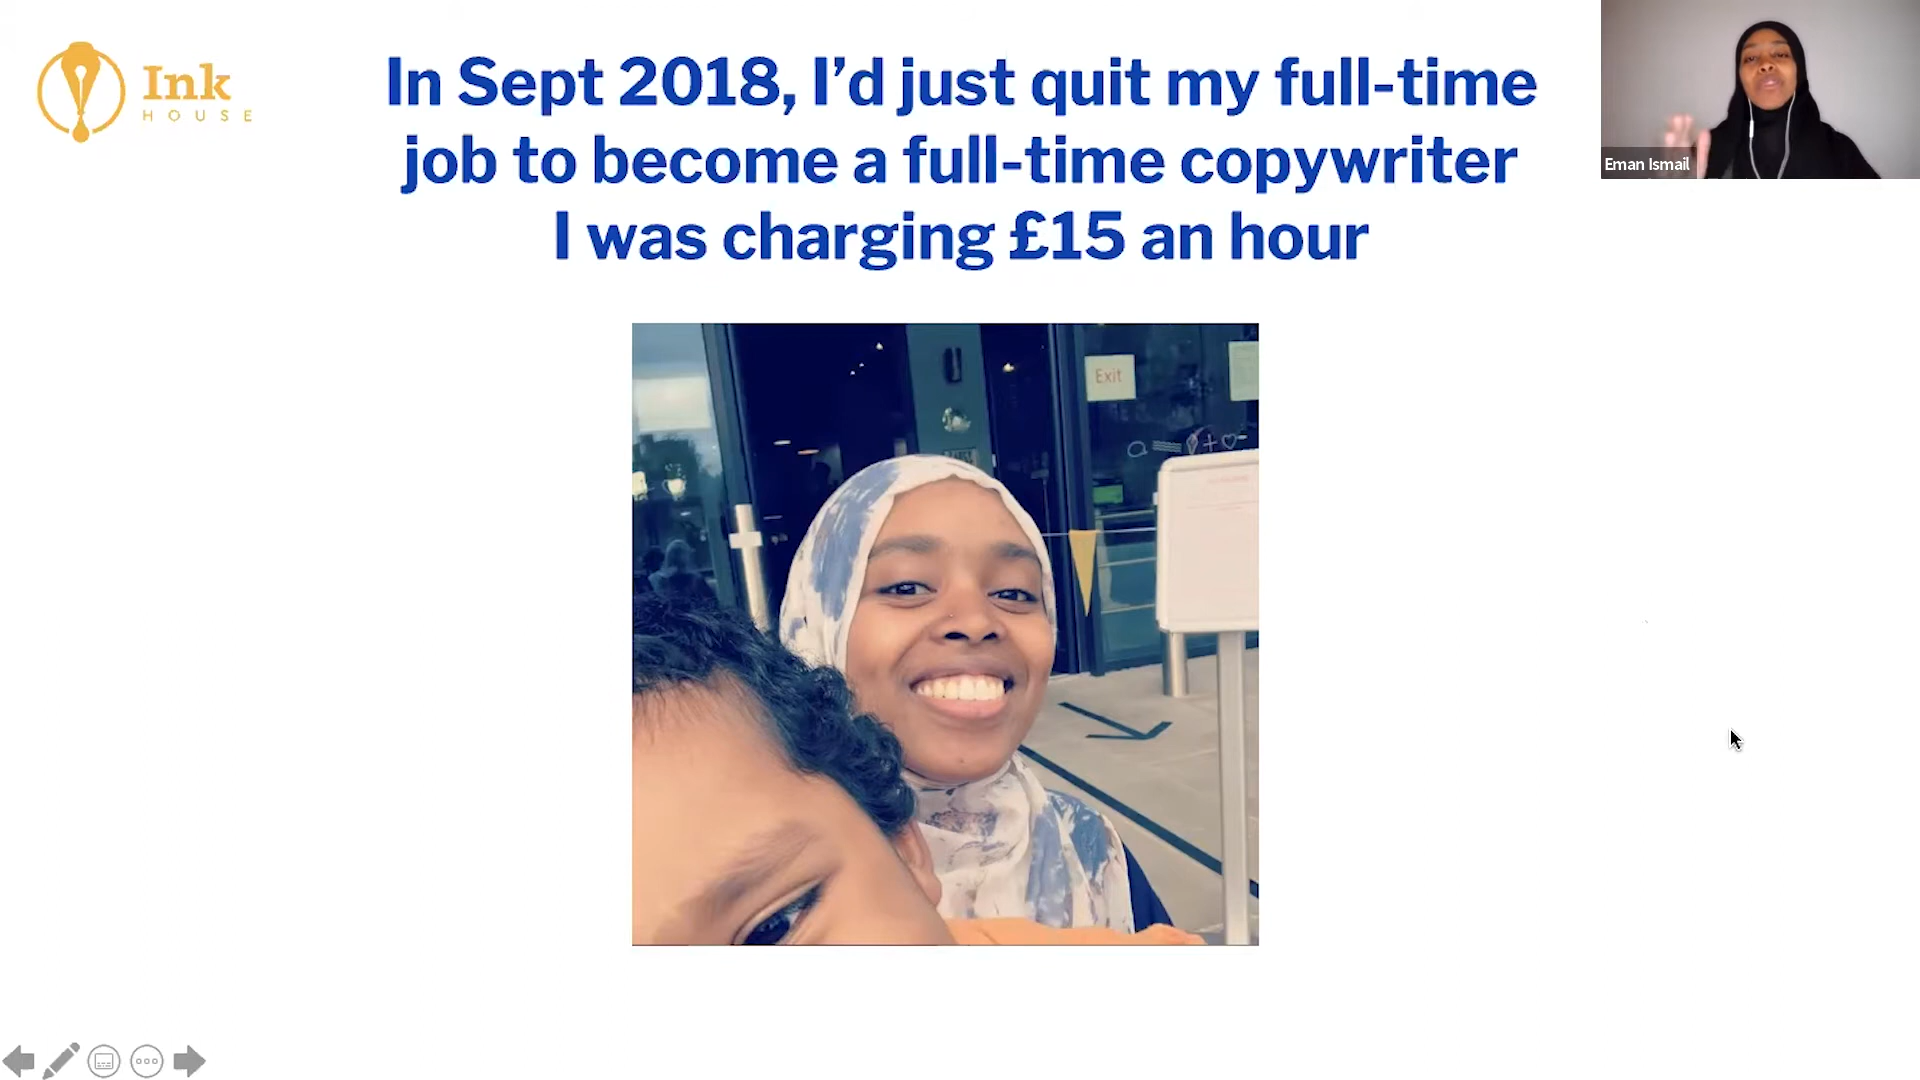 Ink
HOUSE
In Sept 2018, I’d just quit my full-time
job to become a full-time copywriter
I was charging £15 an hour
Eman Ismail
Exit